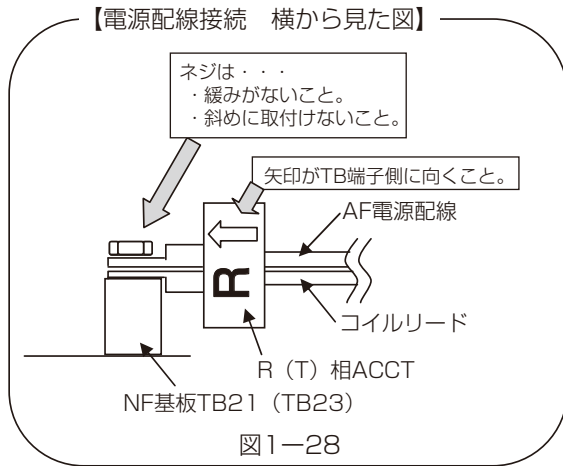 【電源配線接続　横から見た図】
ネジは・・・
・緩みがないこと。
・斜めに取付けないこと。
矢印がTB端子側に向くこと。
AF電源配線
R
コイルリード
R（T）相ACCT
NF基板TB21（TB23）
図1ー28